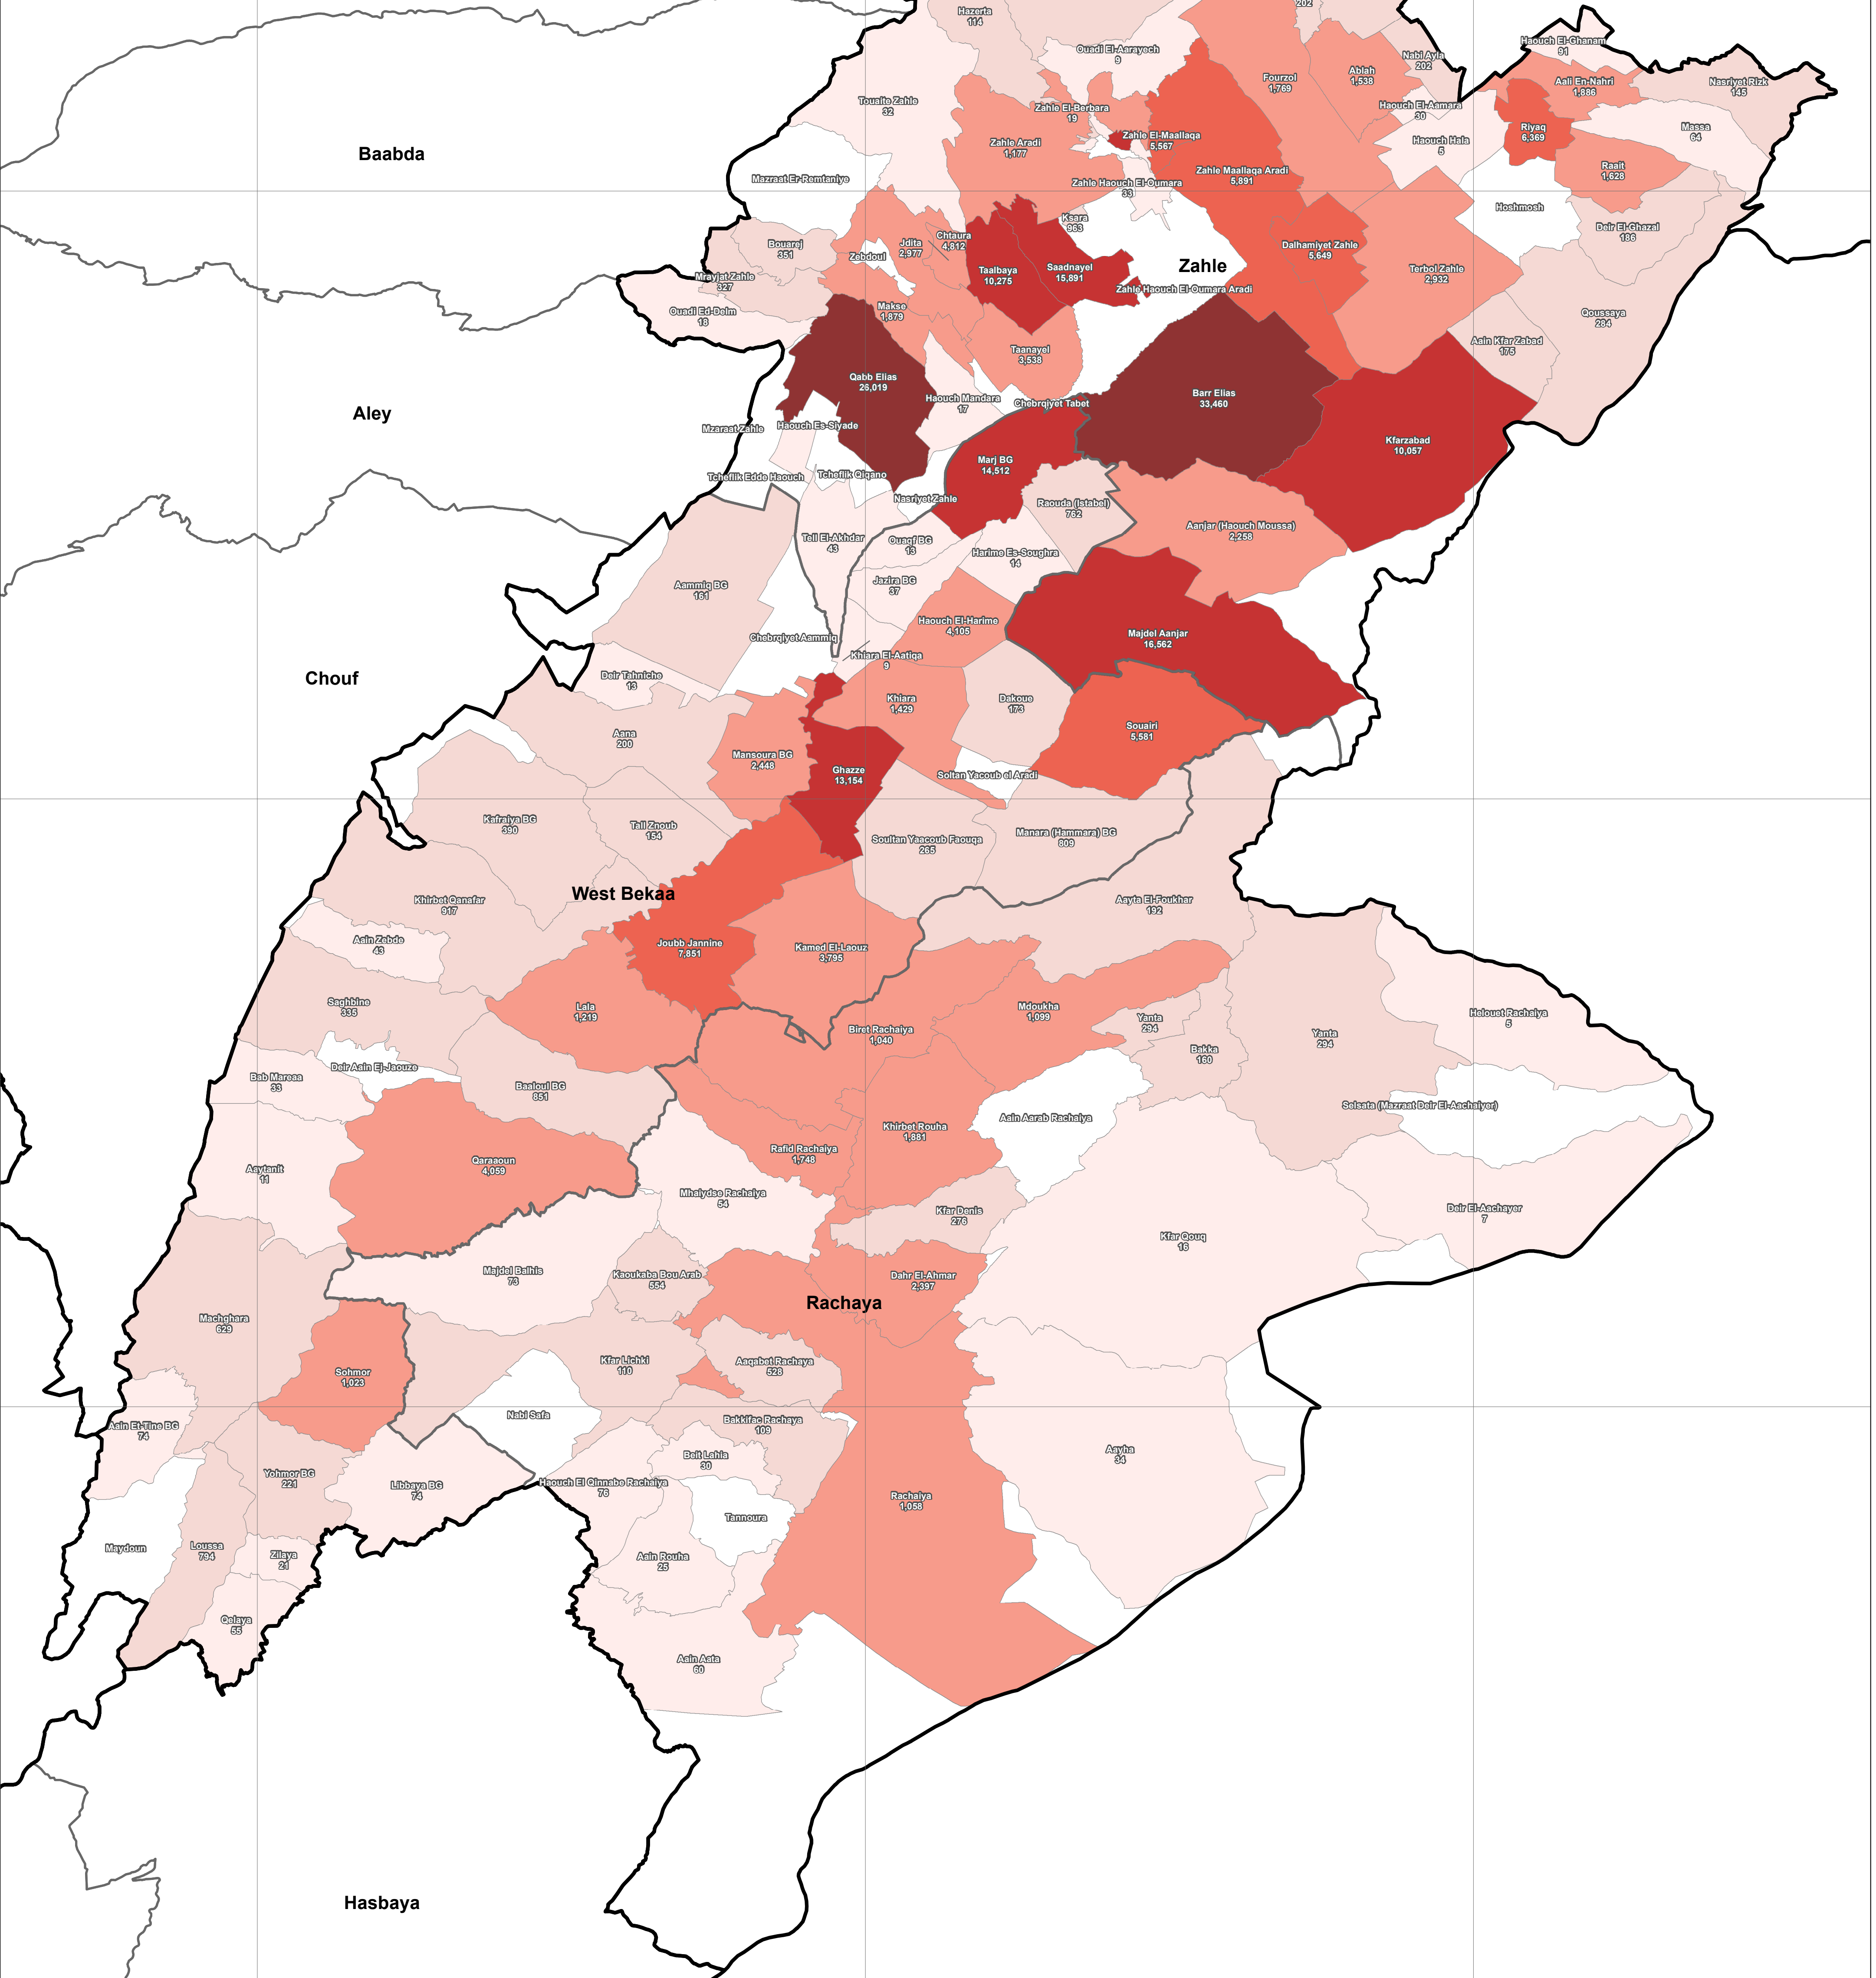 202
Hazerta
114
Haouch El-Ghanam
91
Ouadi El-Aarayech
9
Nabi Ayla
202
Ablah
1,538
Fourzol
1,769
Aali En-Nahri
1,886
Nasriyet Rizk
145
Touaite Zahle
32
Zahle El-Berbara
19
Haouch El-Aamara
30
Riyaq
6,369
Massa
64
Zahle El-Maallaqa
5,567
Zahle Aradi
1,177
Haouch Hala
5
Baabda
Raait
1,628
Zahle Maallaqa Aradi
5,891
Mazraat Er-Remtaniye
Zahle Haouch El-Oumara
33
Hoshmosh
Ksara
963
Deir El-Ghazal
186
Chtaura
4,812
Jdita
2,977
Bouarej
351
Dalhamiyet Zahle
5,649
Zebdoul
Zahle
Terbol Zahle
2,932
Saadnayel
15,891
Taalbaya
10,275
Mrayjat Zahle
327
Zahle Haouch El-Oumara Aradi
Makse
1,879
Ouadi Ed-Delm
18
Qoussaya
284
Aain Kfar Zabad
175
Taanayel
3,538
Qabb Elias
26,019
Barr Elias
33,460
Haouch Mandara
17
Chebrqiyet Tabet
Aley
Haouch Es-Siyade
Mzaraat Zahle
Kfarzabad
10,057
Marj BG
14,512
Tcheflik Qiqano
Tcheflik Edde Haouch
Nasriyet Zahle
Raouda (Istabel)
762
Aanjar (Haouch Moussa)
2,258
Tell El-Akhdar
43
Ouaqf BG
13
Harime Es-Soughra
14
Jazira BG
37
Aammiq BG
161
Haouch El-Harime
4,105
Majdel Aanjar
16,562
Chebrqiyet Aammiq
Khiara El-Aatiqa
9
Chouf
Deir Tahniche
13
Khiara
1,429
Dakoue
173
Souairi
5,581
Aana
200
Mansoura BG
2,448
Ghazze
13,154
Soltan Yacoub el Aradi
Kafraiya BG
390
Tall Znoub
154
Manara (Hammara) BG
809
Soultan Yaacoub Faouqa
265
West Bekaa
Khirbet Qanafar
917
Aayta El-Foukhar
192
Aain Zebde
43
Joubb Jannine
7,851
Kamed El-Laouz
3,795
Saghbine
335
Lala
1,219
Mdoukha
1,099
Helouet Rachaiya
5
Yanta
294
Biret Rachaiya
1,040
Yanta
294
Bakka
160
Deir Aain Ej-Jaouze
Bab Mareaa
33
Baaloul BG
851
Selsata (Mazraat Deir El-Aachaiyer)
Aain Aarab Rachaiya
Khirbet Rouha
1,881
Rafid Rachaiya
1,748
Qaraaoun
4,059
Aaytanit
11
Mhaiydse Rachaiya
54
Kfar Denis
276
Deir El-Aachayer
7
Kfar Qouq
16
Majdel Balhis
73
Kaoukaba Bou Arab
554
Dahr El-Ahmar
2,397
Rachaya
Machghara
629
Kfar Lichki
110
Aaqabet Rachaya
528
Sohmor
1,023
Nabi Safa
Bakkifac Rachaya
109
Aain Et-Tine BG
74
Aayha
34
Beit Lahia
30
Yohmor BG
221
Libbaya BG
74
Haouch El Qinnabe Rachaiya
76
Rachaiya
1,058
Tannoura
Maydoun
Loussa
794
Zilaya
21
Aain Rouha
25
Qelaya
55
Aain Aata
60
Hasbaya